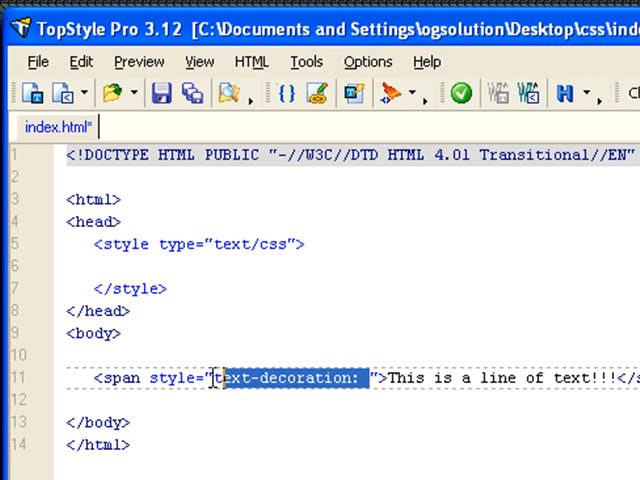 TopStyle Pro 3.12 [C:\Documents and Settings\ogsolution\Desktop\css\inde
File Edit Preview View HTML Tools Options Help
index.html*
1 <!DOCTYPE HTML PUBLIC "-//W3C//DTD HTML 4.01 Transitional//EN"
2
3 <html>
4 <head>
5 <style type="text/css">
6
7 </style>
8 </head>
9 <body>
10
11 <span style="text-decoration: ">This is a line of text!!!</s
12
13 </body>
14 </html>